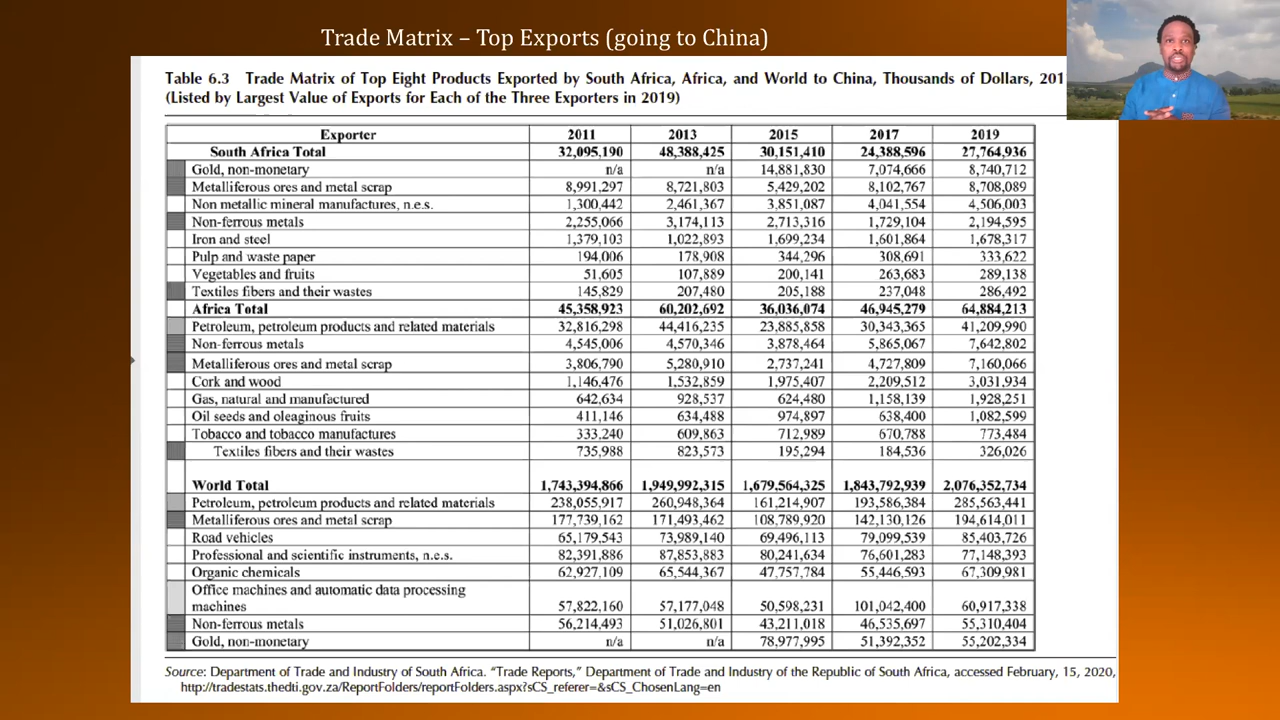 Trade Matrix – Top Exports (going to China)
Table 6.3 Trade Matrix of Top Eight Products Exported by South Africa, Africa, and World to China, Thousands of Dollars, 201
(Listed by Largest Value of Exports for Each of the Three Exporters in 2019)
Exporter 2011 2013 2015 2017 2019
South Africa Total 32,095,190 48,388,425 30,151,410 24,388,596 27,764,936
Gold, non-monetary n/a n/a 14,881,830 7,074,666 8,740,712
Metalliferous ores and metal scrap 8,991,297 8,721,803 5,429,202 8,102,767 8,708,089
Non metallic mineral manufactures, n.e.s. 1,300,442 2,461,367 3,851,087 4,041,554 4,506,003
Non-ferrous metals 2,255,066 3,174,113 2,713,316 1,729,104 2,194,595
Iron and steel 1,379,103 1,022,893 1,699,234 1,601,864 1,678,317
Pulp and waste paper 194,006 178,908 344,296 308,691 333,622
Vegetables and fruits 51,605 107,889 200,141 263,683 289,138
Textiles fibers and their wastes 145,829 207,480 205,188 237,048 286,492
Africa Total 45,358,923 60,202,692 36,036,074 46,945,279 64,884,213
Petroleum, petroleum products and related materials 32,816,298 44,416,235 23,885,858 30,343,365 41,209,990
Non-ferrous metals 4,545,006 4,570,346 3,878,464 5,865,067 7,642,802
Metalliferous ores and metal scrap 3,806,790 5,280,910 2,737,241 4,727,809 7,160,066
Cork and wood 1,146,476 1,532,859 1,975,407 2,209,512 3,031,934
Gas, natural and manufactured 642,634 928,537 624,480 1,158,139 1,928,251
Oil seeds and oleaginous fruits 411,146 634,488 974,897 638,400 1,082,599
Tobacco and tobacco manufactures 333,240 609,863 712,989 670,788 773,484
Textiles fibers and their wastes 735,988 823,573 195,294 184,536 326,026
World Total 1,743,394,866 1,949,992,315 1,679,564,325 1,843,792,939 2,076,352,734
Petroleum, petroleum products and related materials 238,055,917 260,948,364 161,214,907 193,586,384 285,563,441
Metalliferous ores and metal scrap 177,739,162 171,493,462 108,789,920 142,130,126 194,614,011
Road vehicles 65,179,543 73,989,140 69,496,113 79,099,539 85,403,726
Professional and scientific instruments, n.e.s. 82,391,886 87,853,883 80,241,634 76,601,283 77,148,393
Organic chemicals 62,927,109 65,544,367 47,757,784 55,446,593 67,309,981
Office machines and automatic data processing
machines 57,822,160 57,177,048 50,598,231 101,042,400 60,917,338
Non-ferrous metals 56,214,493 51,026,801 43,211,018 46,535,697 55,310,404
Gold, non-monetary n/a n/a 78,977,995 51,392,352 55,202,334
Source: Department of Trade and Industry of South Africa. “Trade Reports,” Department of Trade and Industry of the Republic of South Africa, accessed February, 15, 2020,
http://tradestats.thedti.gov.za/ReportFolders/reportFolders.aspx?sCS_referer=&sCS_ChosenLang=en